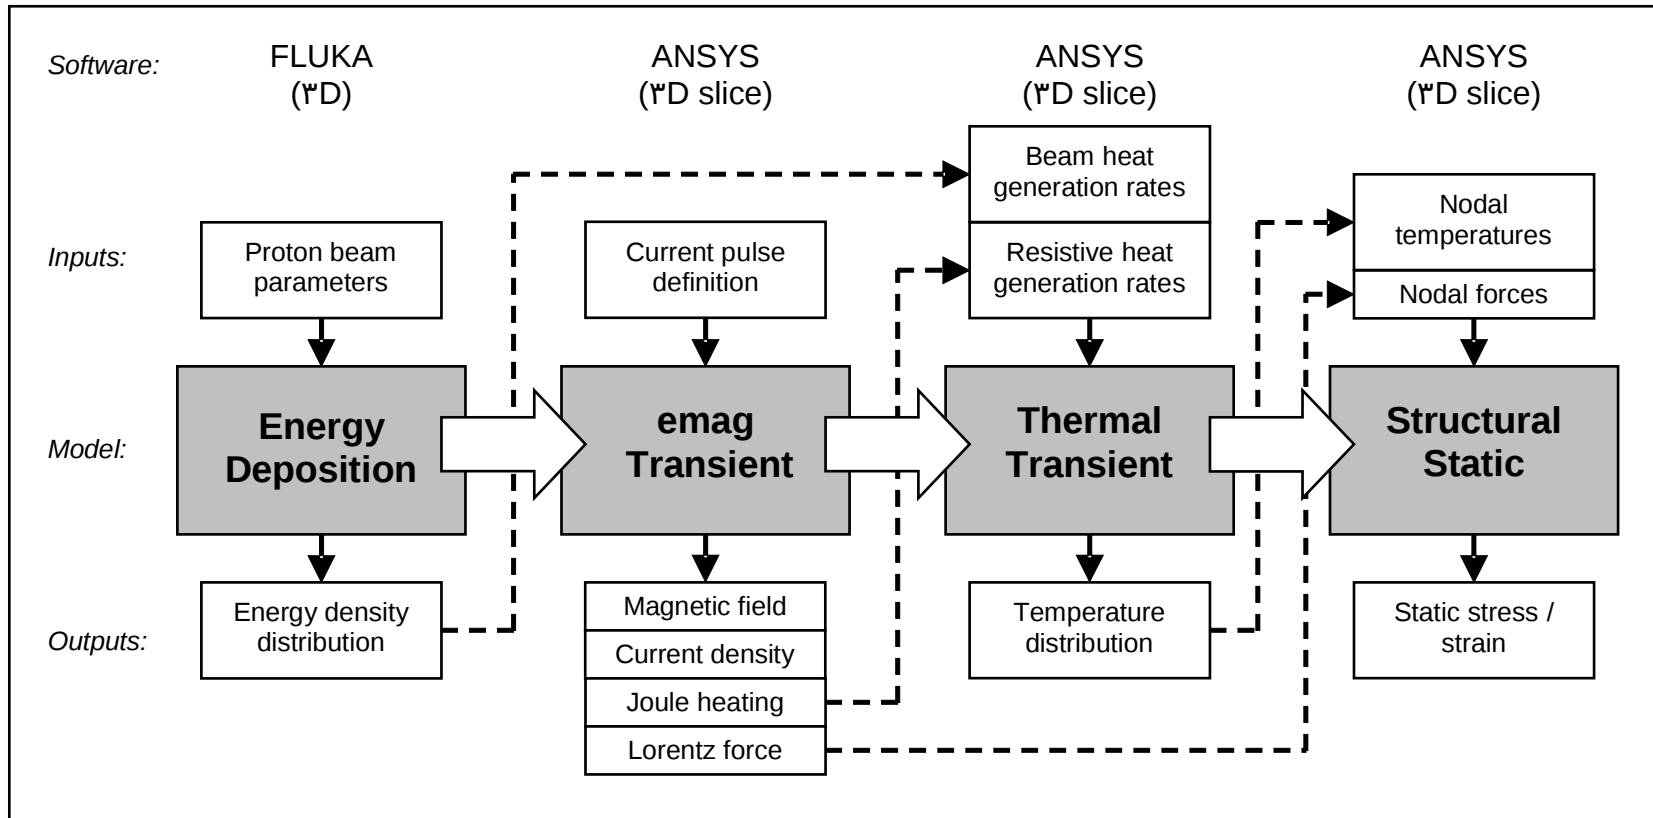 Software:
FLUKA
(۳D)
ANSYS
(۳D slice)
ANSYS
(۳D slice)
ANSYS
(۳D slice)
Inputs:
Proton beam
parameters
Current pulse
definition
Beam heat
generation rates
Resistive heat
generation rates
Nodal
temperatures
Nodal forces
Model:
Energy
Deposition
emag
Transient
Thermal
Transient
Structural
Static
Outputs:
Energy density
distribution
Magnetic field
Current density
Joule heating
Lorentz force
Temperature
distribution
Static stress /
strain